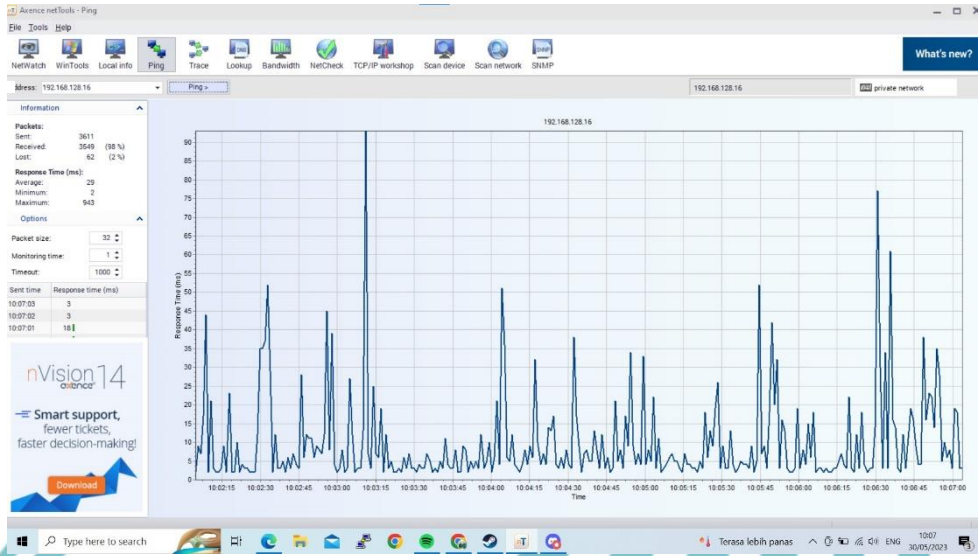 Axence netTools - Ping
File Tools Help
NetWatch WinTools Local info Ping Trace Lookup Bandwidth NetCheck TCP/IP workshop Scan device Scan network SNMP
What's new?
ddress: 192.168.128.16 Ping » 192.168.128.16 private network
Information
Packets:
Sent: 3611
Received: 3549 (98 %)
Lost: 62 (2 %)
Response Time (ms):
Average: 29
Minimum: 2
Maximum: 943
Options
Packet size: 32
Monitoring time: 1
Timeout: 1000
Sent time Response time (ms)
10:07:03 3
10:07:02 3
10:07:01 18
nVision 14
axence
Smart support,
fewer tickets,
faster decision-making!
Download
192.168.128.16
90
85
80
75
70
65
60
55
50
45
40
35
30
25
20
15
10
5
0
Response Time (ms)
10:02:15 10:02:30 10:02:45 10:03:00 10:03:15 10:03:30 10:03:45 10:04:00 10:04:15 10:04:30 10:04:45 10:05:00 10:05:15 10:05:30 10:05:45 10:06:00 10:06:15 10:06:30 10:06:45 10:07:00
Time
Type here to search
Terasa lebih panas
ENG
10:07
30/05/2023